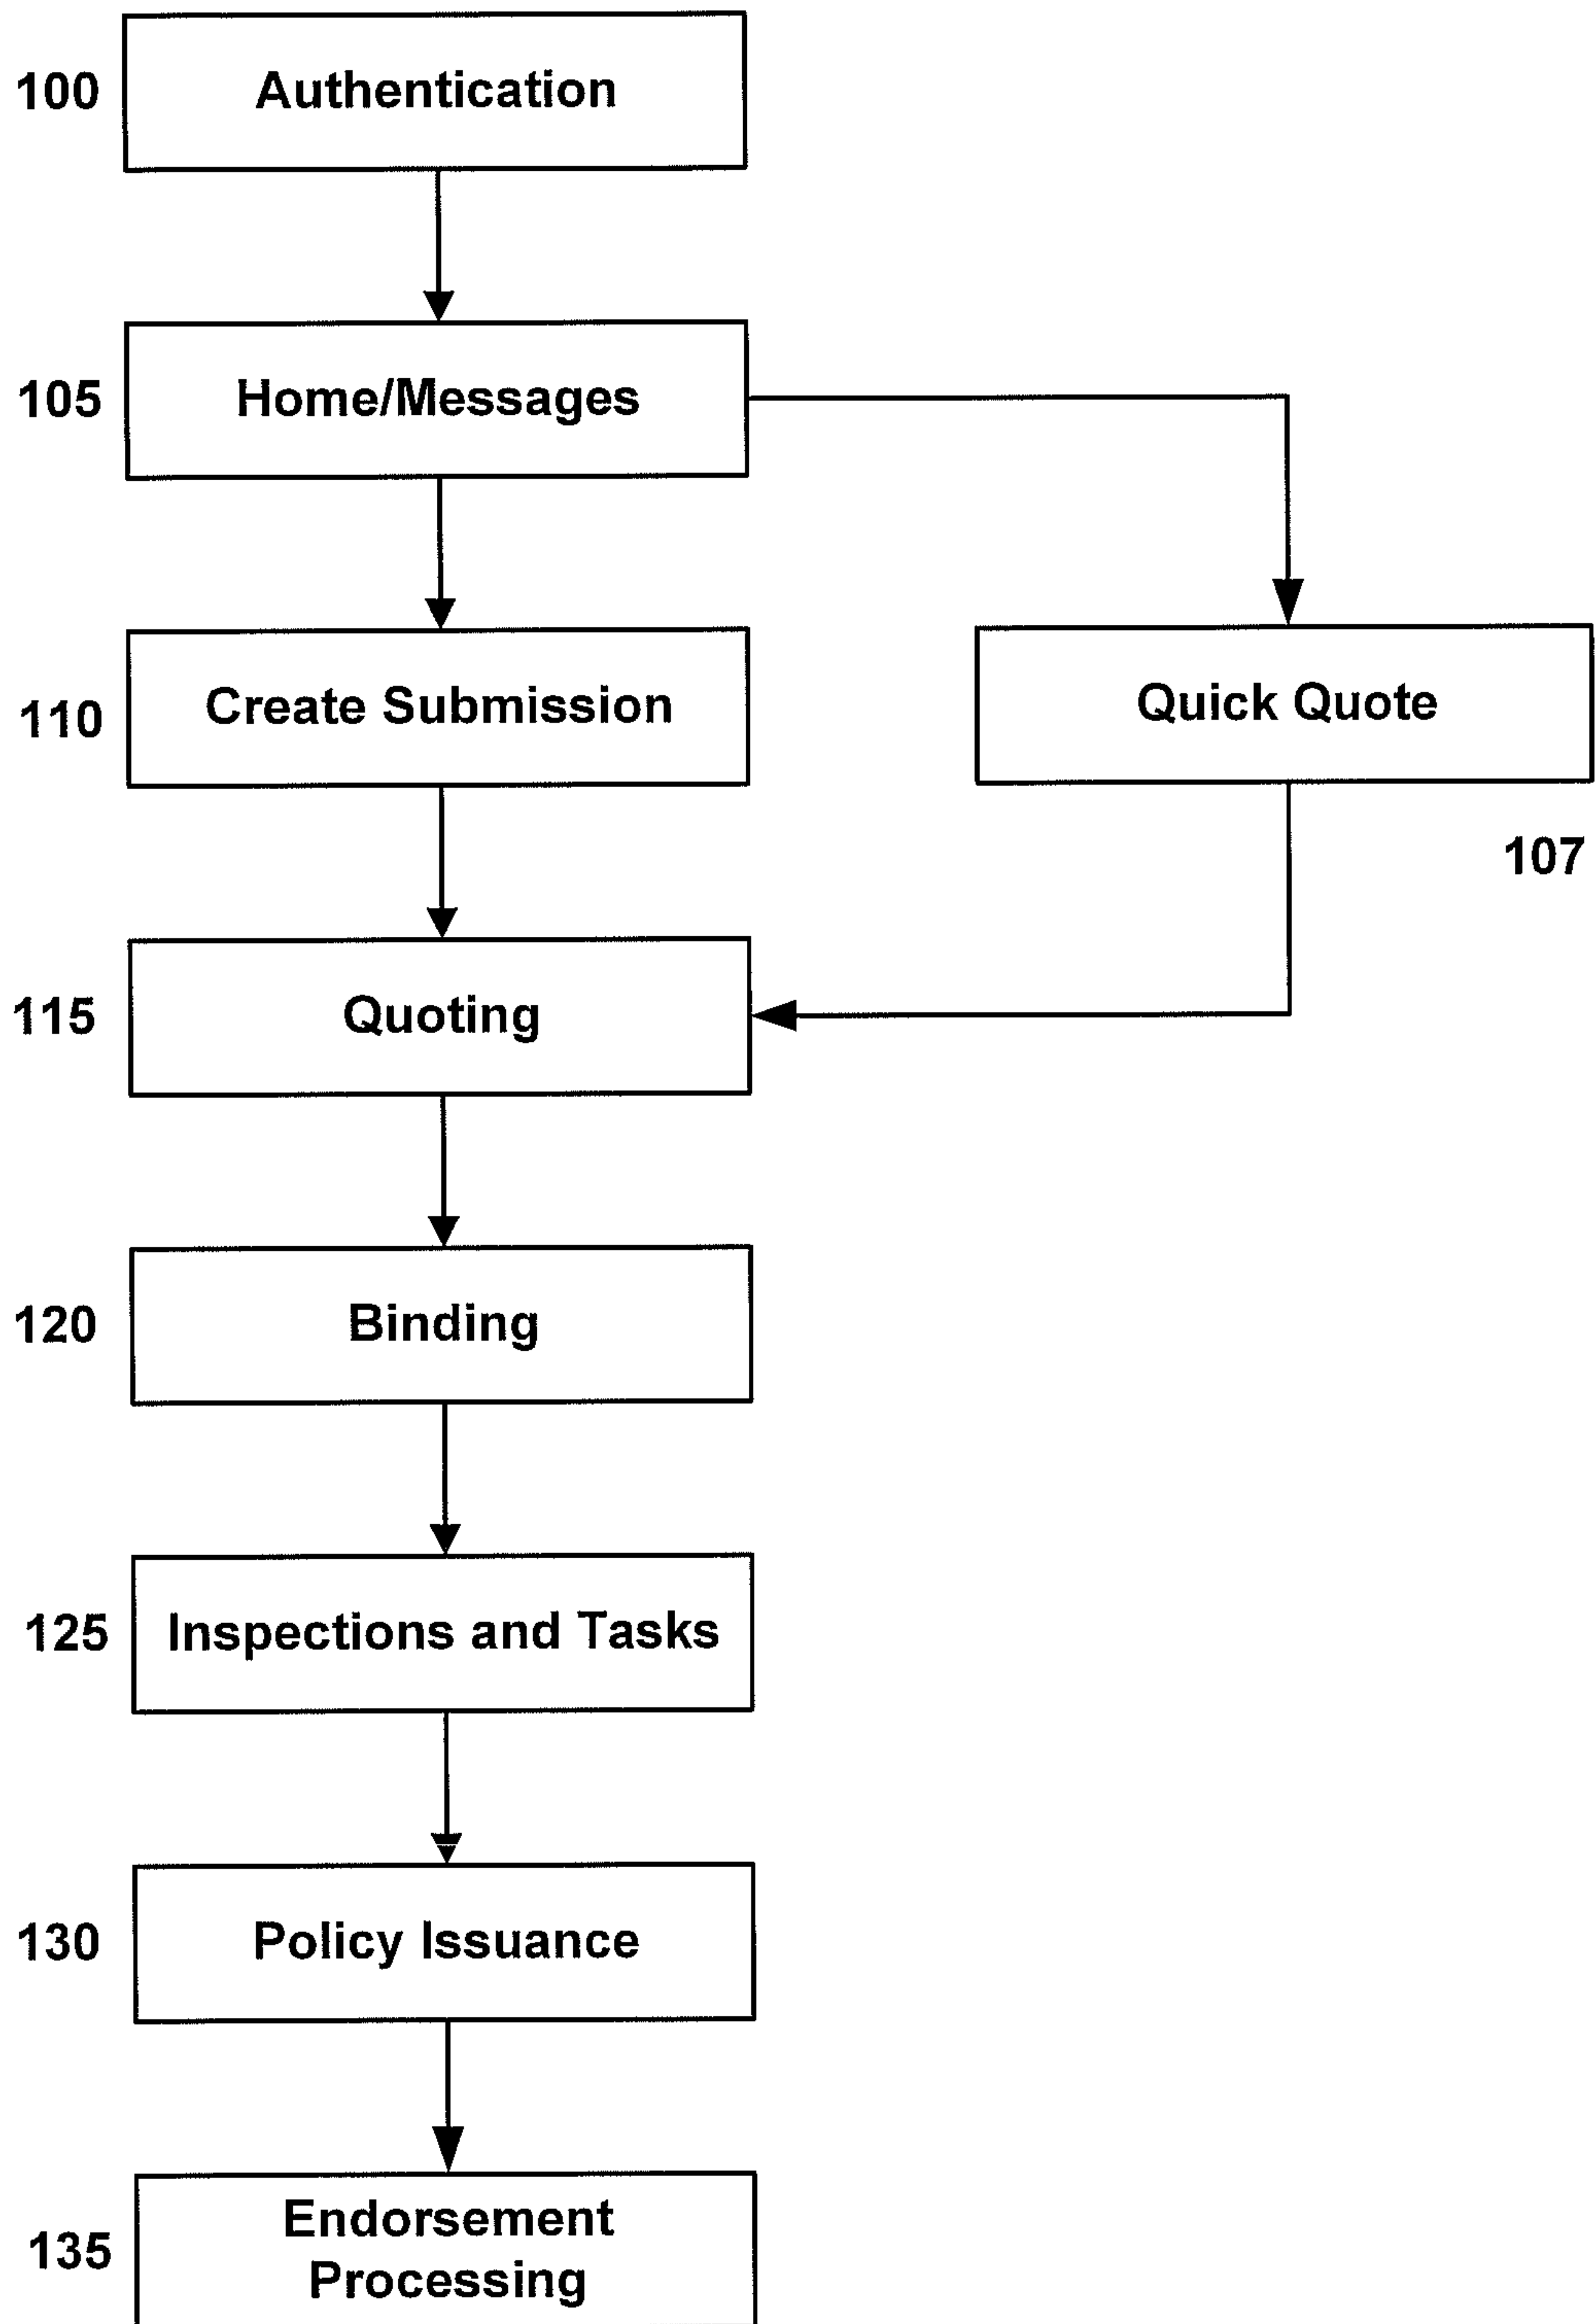 100
Authentication
105
Home/Messages
110
Create Submission
Quick Quote
107
115
Quoting
120
Binding
125
Inspections and Tasks
130
Policy Issuance
135
Endorsement
Processing